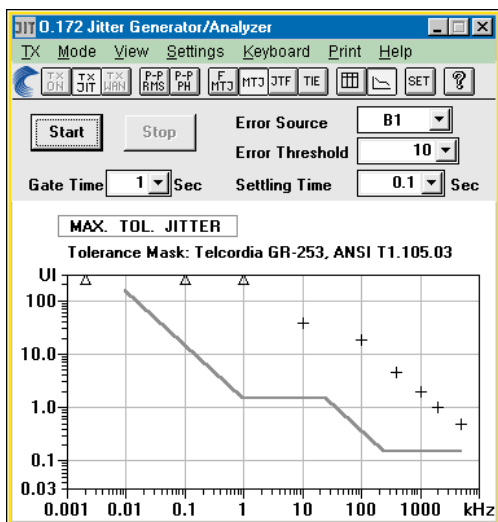 JIT O.172 Jitter Generator/Analyzer
TX Mode View Settings Keyboard Print Help
TX ON TX JIT TX WAN P-P RMS P-P PH F MTJ MTJ JTF TIE SET ?
Start Stop Error Source B1
Error Threshold 10
Gate Time 1 Sec Settling Time 0.1 Sec
MAX. TOL. JITTER
Tolerance Mask: Telcordia GR-253, ANSI T1.105.03
UI
100
10.0
1.0
0.1
0.03
0.001 0.01 0.1 1 10 100 1000 kHz